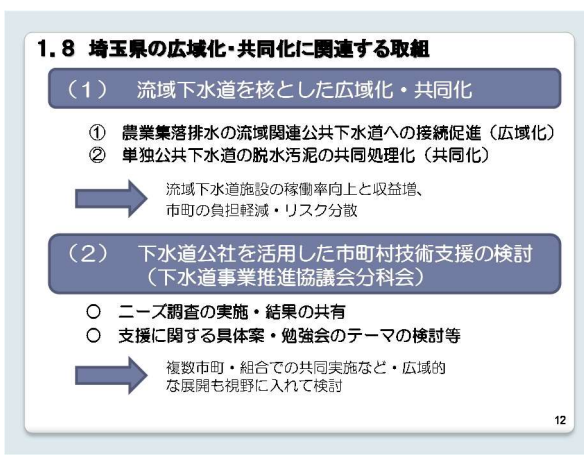 1.8 埼玉県の広域化・共同化に関連する取組
(1) 流域下水道を核とした広域化・共同化
① 農業集落排水の流域関連公共下水道への接続促進（広域化）
② 単独公共下水道の脱水汚泥の共同処理化（共同化）
流域下水道施設の稼働率向上と収益増、
市町の負担軽減・リスク分散
(2) 下水道公社を活用した市町村技術支援の検討
（下水道事業推進協議会分科会）
○ ニーズ調査の実施・結果の共有
○ 支援に関する具体案・勉強会のテーマの検討等
複数市町・組合での共同実施など・広域的
な展開も視野に入れて検討
12